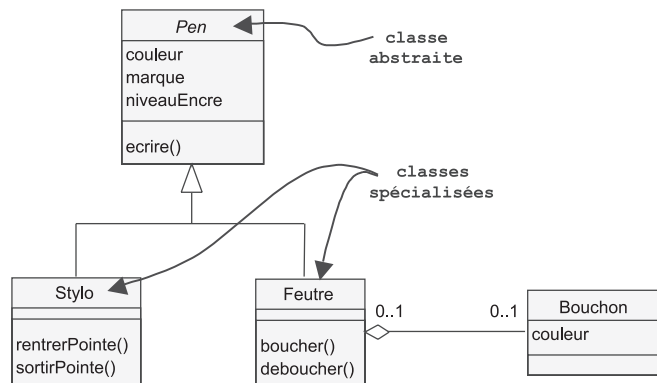 Pen
classe
abstraite
couleur
marque
niveauEncre
ecrire()
classes
spécialisées
Stylo
rentrerPointe()
sortirPointe()
Feutre
boucher()
deboucher()
0..1
0..1
Bouchon
couleur